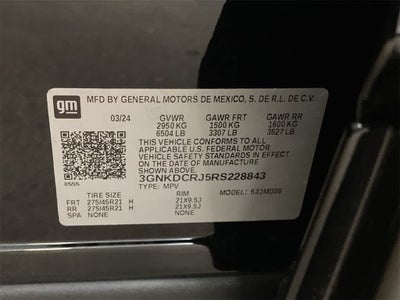 gm
MFD BY GENERAL MOTORS DE MEXICO, S. DE R.L. DE C.V.
03/24 GVWR GAWR FRT GAWR RR
2950 KG 1500 KG 1600 KG
6504 LB 3307 LB 3527 LB
THIS VEHICLE CONFORMS TO ALL
APPLICABLE U.S. FEDERAL MOTOR
VEHICLE SAFETY AND THEFT PREVENTION
STANDARDS IN EFFECT ON THE
DATE OF MANUFACTURE
SHOWN ABOVE.
3GNKDCRJ5RS228843
TYPE: MPV MODEL:
TIRE SIZE RIM
FRT 275/45R21 H 21X9.5J
RR 275/45R21 H 21X9.5J
SPA NONE NONE